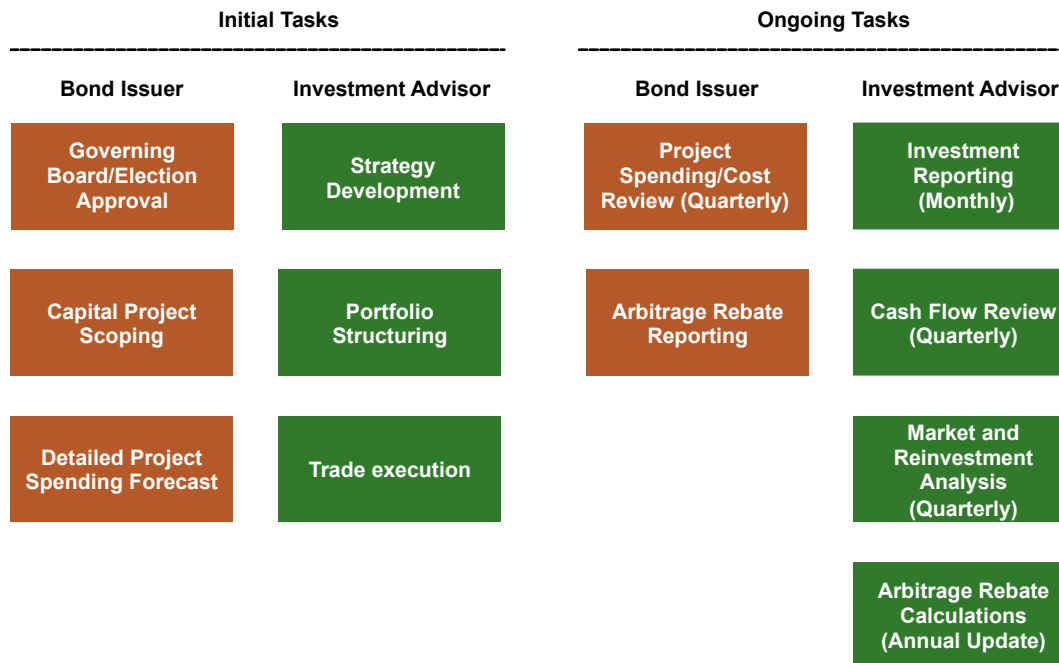 Initial Tasks
Ongoing Tasks
Bond Issuer
Investment Advisor
Bond Issuer
Investment Advisor
Governing
Board/Election
Approval
Strategy
Development
Project
Spending/Cost
Review (Quarterly)
Investment
Reporting
(Monthly)
Capital Project
Scoping
Portfolio
Structuring
Arbitrage Rebate
Reporting
Cash Flow Review
(Quarterly)
Detailed Project
Spending Forecast
Trade execution
Market and
Reinvestment
Analysis
(Quarterly)
Arbitrage Rebate
Calculations
(Annual Update)